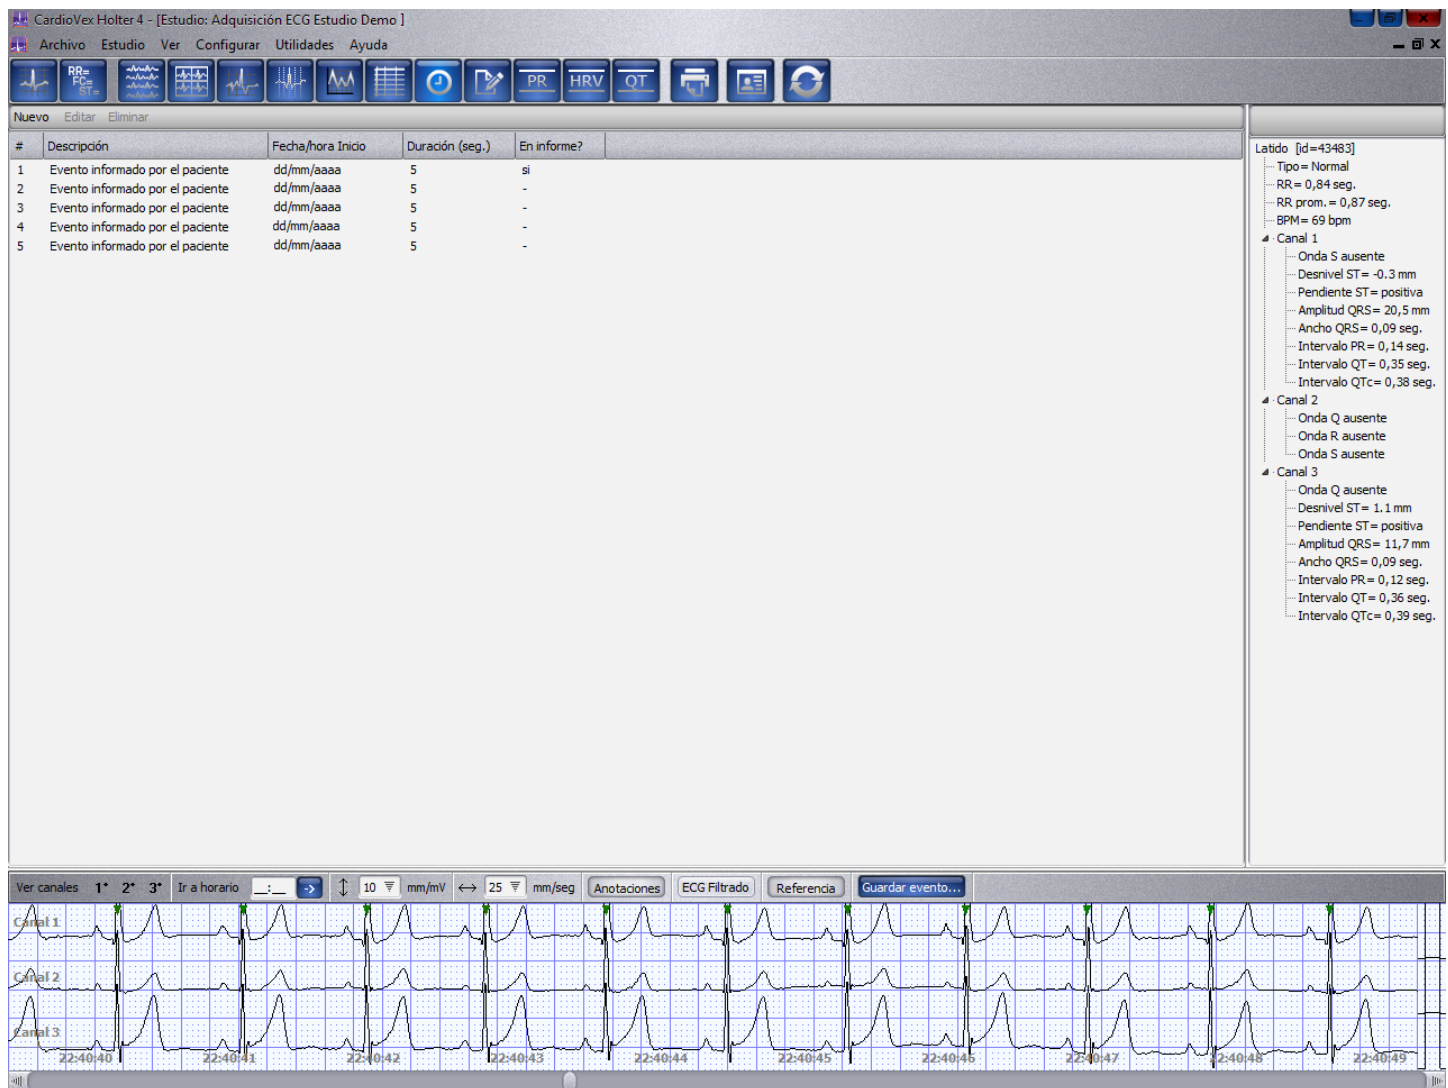 CardioVex Holter 4 - [Estudio: Adquisición ECG Estudio Demo ]
Archivo Estudio Ver Configurar Utilidades Ayuda
RR=
FC=
ST=
PR HRV QT
Nuevo Editar Eliminar
# Descripción Fecha/hora Inicio Duración (seg.) En informe?
1 Evento informado por el paciente dd/mm/aaaa 5 si
2 Evento informado por el paciente dd/mm/aaaa 5 -
3 Evento informado por el paciente dd/mm/aaaa 5 -
4 Evento informado por el paciente dd/mm/aaaa 5 -
5 Evento informado por el paciente dd/mm/aaaa 5 -
Latido [id=43483]
Tipo= Normal
RR= 0,84 seg.
RR prom.= 0,87 seg.
BPM= 69 bpm
Canal 1
Onda S ausente
Desnivel ST= -0.3 mm
Pendiente ST= positiva
Amplitud QRS= 20,5 mm
Ancho QRS= 0,09 seg.
Intervalo PR= 0,14 seg.
Intervalo QT= 0,35 seg.
Intervalo QTc= 0,38 seg.
Canal 2
Onda Q ausente
Onda R ausente
Onda S ausente
Canal 3
Onda Q ausente
Desnivel ST= 1.1 mm
Pendiente ST= positiva
Amplitud QRS= 11,7 mm
Ancho QRS= 0,09 seg.
Intervalo PR= 0,12 seg.
Intervalo QT= 0,36 seg.
Intervalo QTc= 0,39 seg.
Ver canales 1* 2* 3* Ir a horario __:__ -> 10 mm/mV 25 mm/seg Anotaciones ECG Filtrado Referencia Guardar evento...
Canal 1
Canal 2
Canal 3
22:40:40 22:40:41 22:40:42 22:40:43 22:40:44 22:40:45 22:40:46 22:40:47 22:40:48 22:40:49